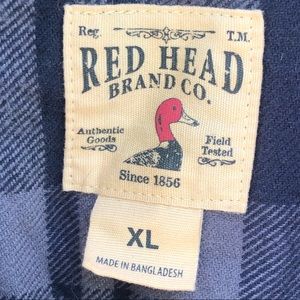 Reg. T.M.
RED HEAD
BRAND CO.
Authentic Field
Goods Tested
Since 1856
XL
MADE IN BANGLADESH